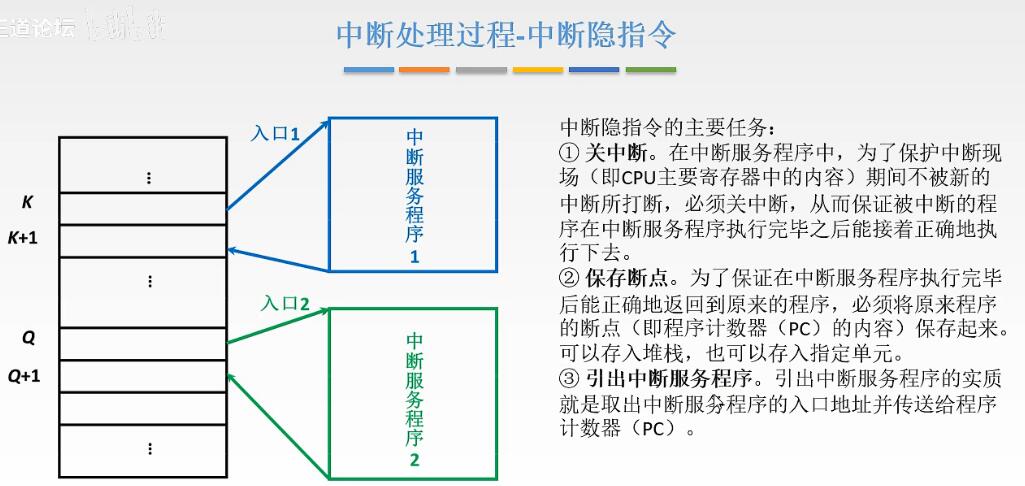 王道论坛
中断处理过程-中断隐指令
入口1
中断服务程序1
K
K+1
⋮
⋮
入口2
中断服务程序2
Q
Q+1
⋮
中断隐指令的主要任务：
① 关中断。在中断服务程序中，为了保护中断现
场（即CPU主要寄存器中的内容）期间不被新的
中断所打断，必须关中断，从而保证被中断的程
序在中断服务程序执行完毕之后能接着正确地执
行下去。
② 保存断点。为了保证在中断服务程序执行完毕
后能正确地返回到原来的程序，必须将原来程序
的断点（即程序计数器（PC）的内容）保存起来。
可以存入堆栈，也可以存入指定单元。
③ 引出中断服务程序。引出中断服务程序的实质
就是取出中断服务程序的入口地址并传送给程序
计数器（PC）。